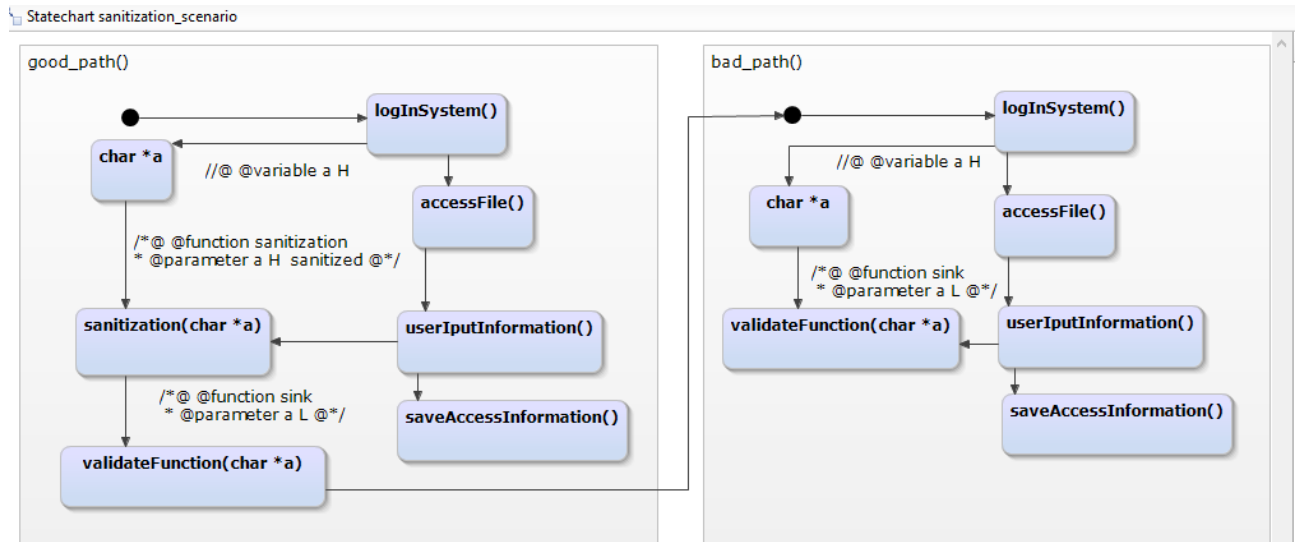 Statechart sanitization_scenario
good_path()
logInSystem()
char *a
//@ @variable a H
accessFile()
/*@ @function sanitization
* @parameter a H  sanitized @*/
sanitization(char *a)
userIputInformation()
/*@ @function sink
* @parameter a L @*/
saveAccessInformation()
validateFunction(char *a)
bad_path()
logInSystem()
//@ @variable a H
char *a
accessFile()
/*@ @function sink
* @parameter a L @*/
validateFunction(char *a)
userIputInformation()
saveAccessInformation()